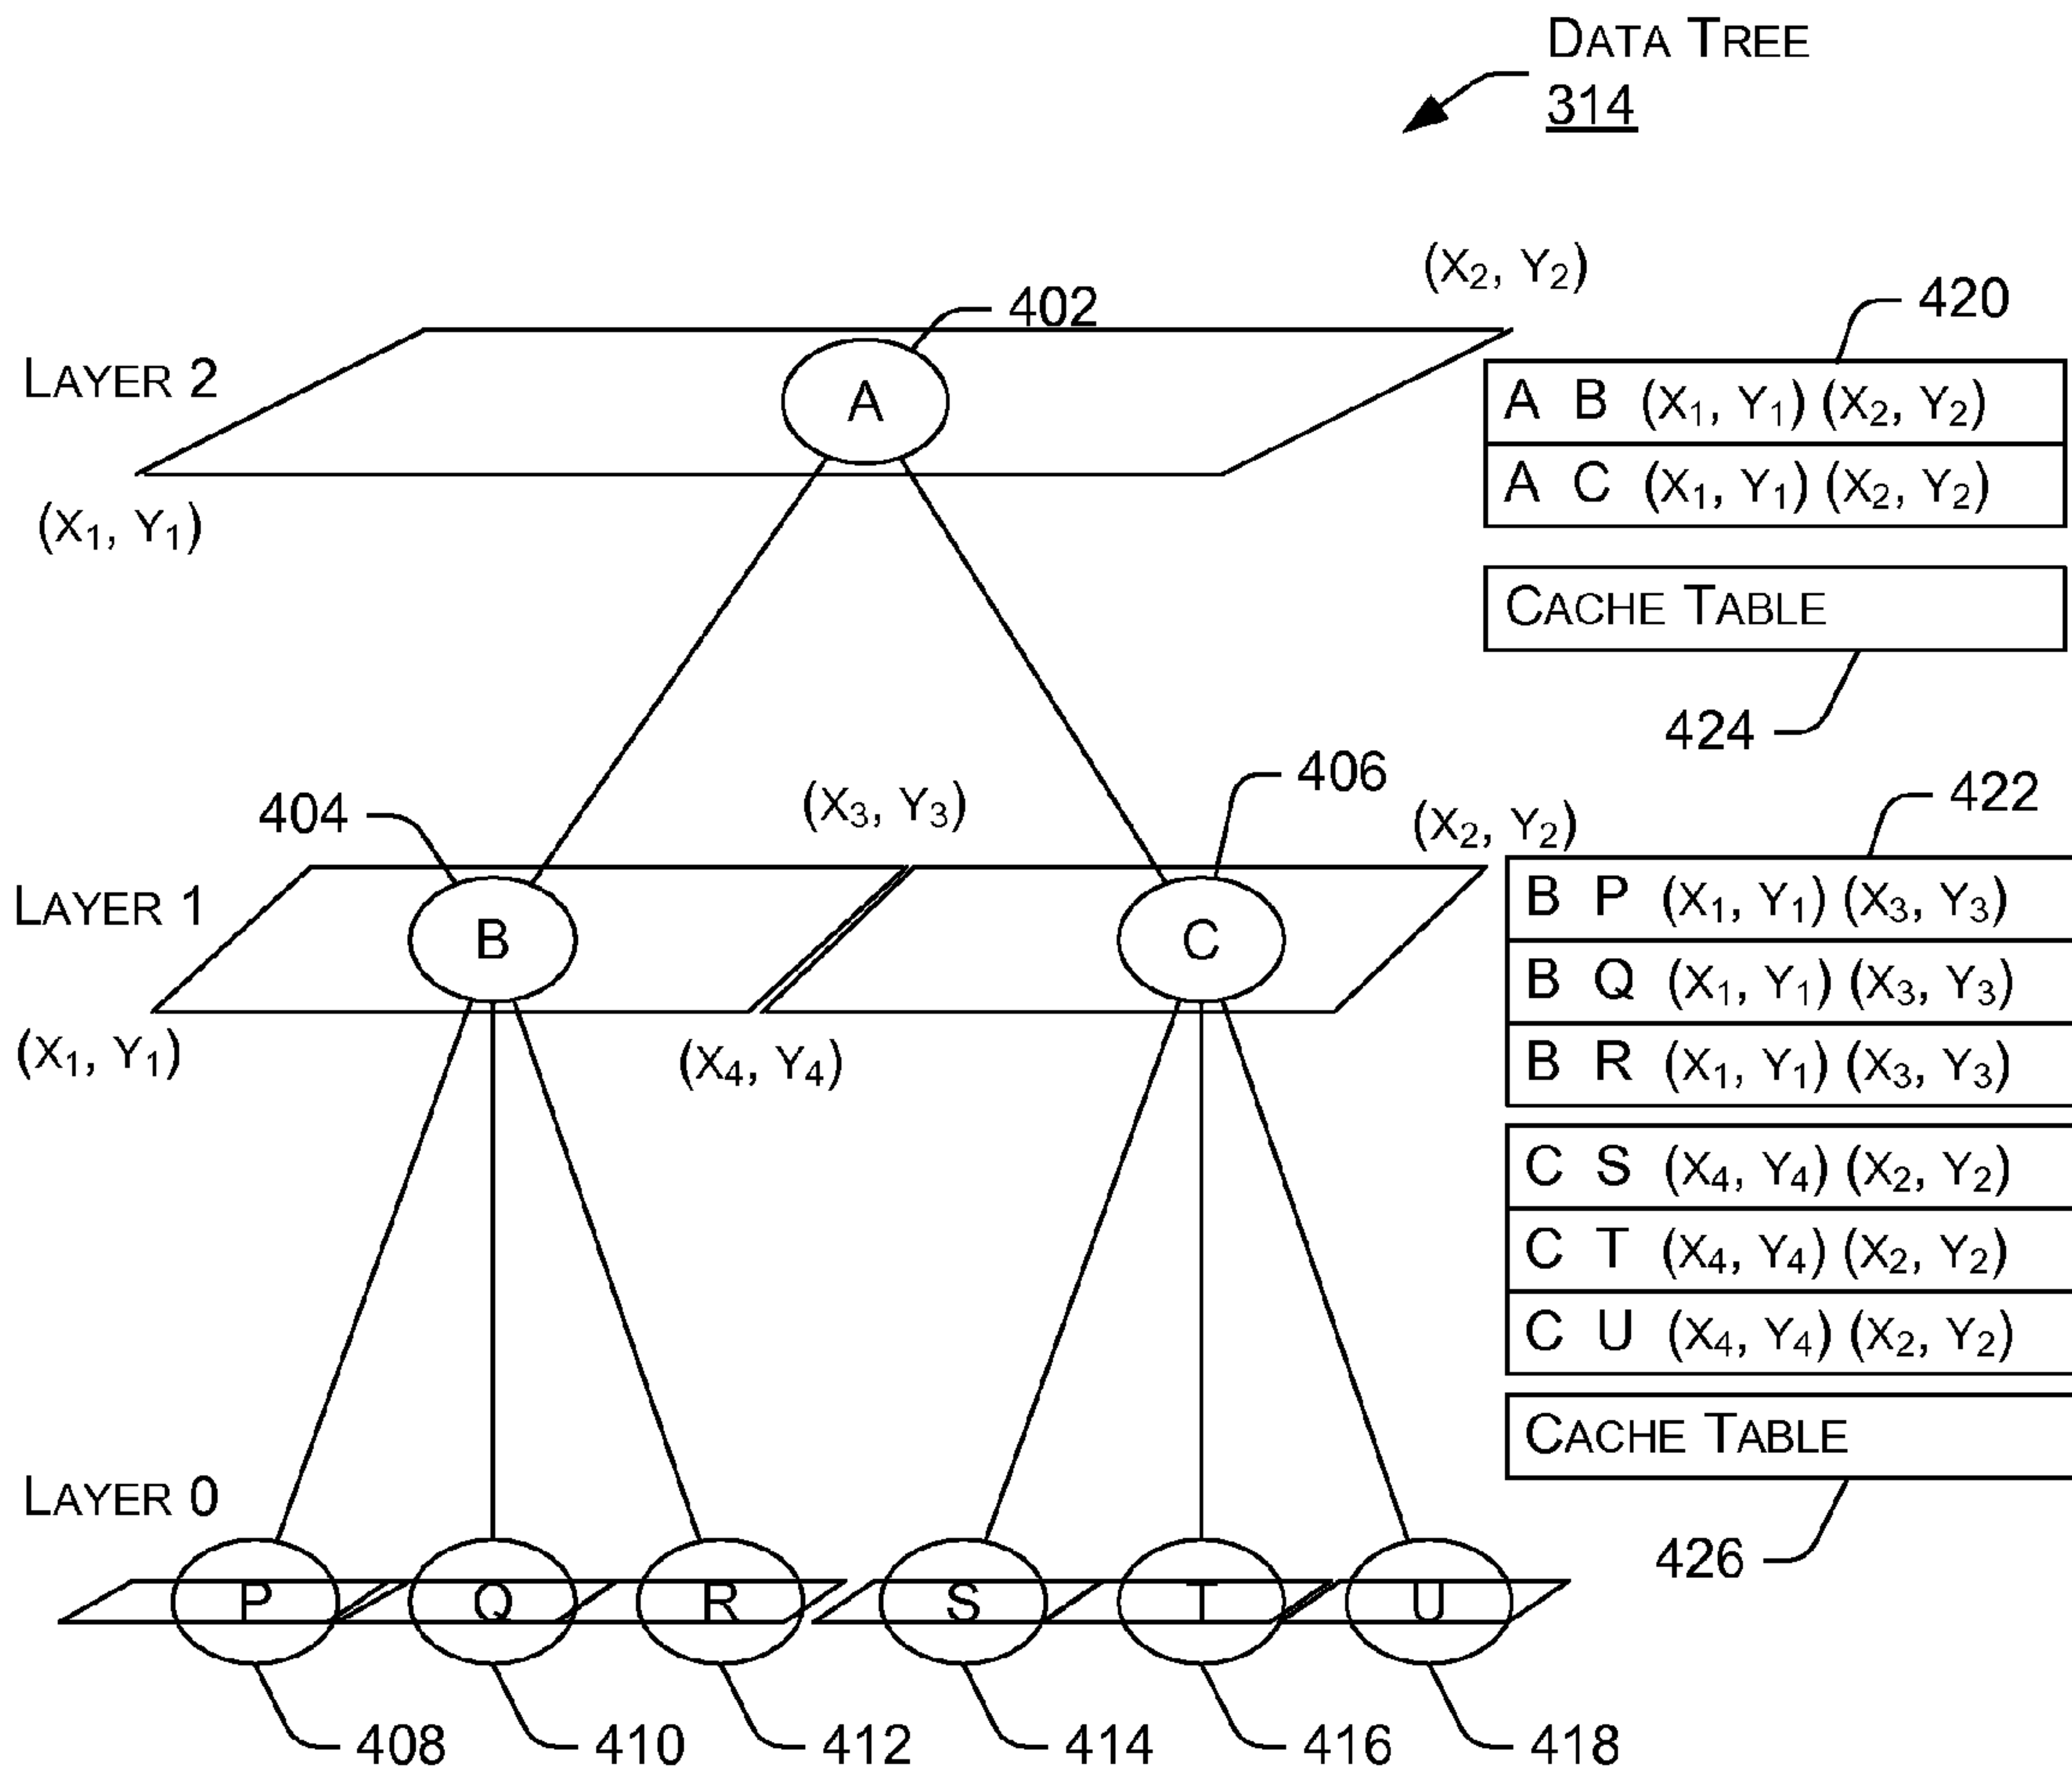 DATA TREE
314
(X₂, Y₂)
402
420
LAYER 2
A
A B (X₁, Y₁) (X₂, Y₂)
A C (X₁, Y₁) (X₂, Y₂)
(X₁, Y₁)
CACHE TABLE
424
404
(X₃, Y₃)
406
(X₂, Y₂)
422
LAYER 1
B
C
B P (X₁, Y₁) (X₃, Y₃)
B Q (X₁, Y₁) (X₃, Y₃)
B R (X₁, Y₁) (X₃, Y₃)
(X₁, Y₁)
(X₄, Y₄)
C S (X₄, Y₄) (X₂, Y₂)
C T (X₄, Y₄) (X₂, Y₂)
C U (X₄, Y₄) (X₂, Y₂)
CACHE TABLE
426
LAYER 0
P
Q
R
S
T
U
408
410
412
414
416
418